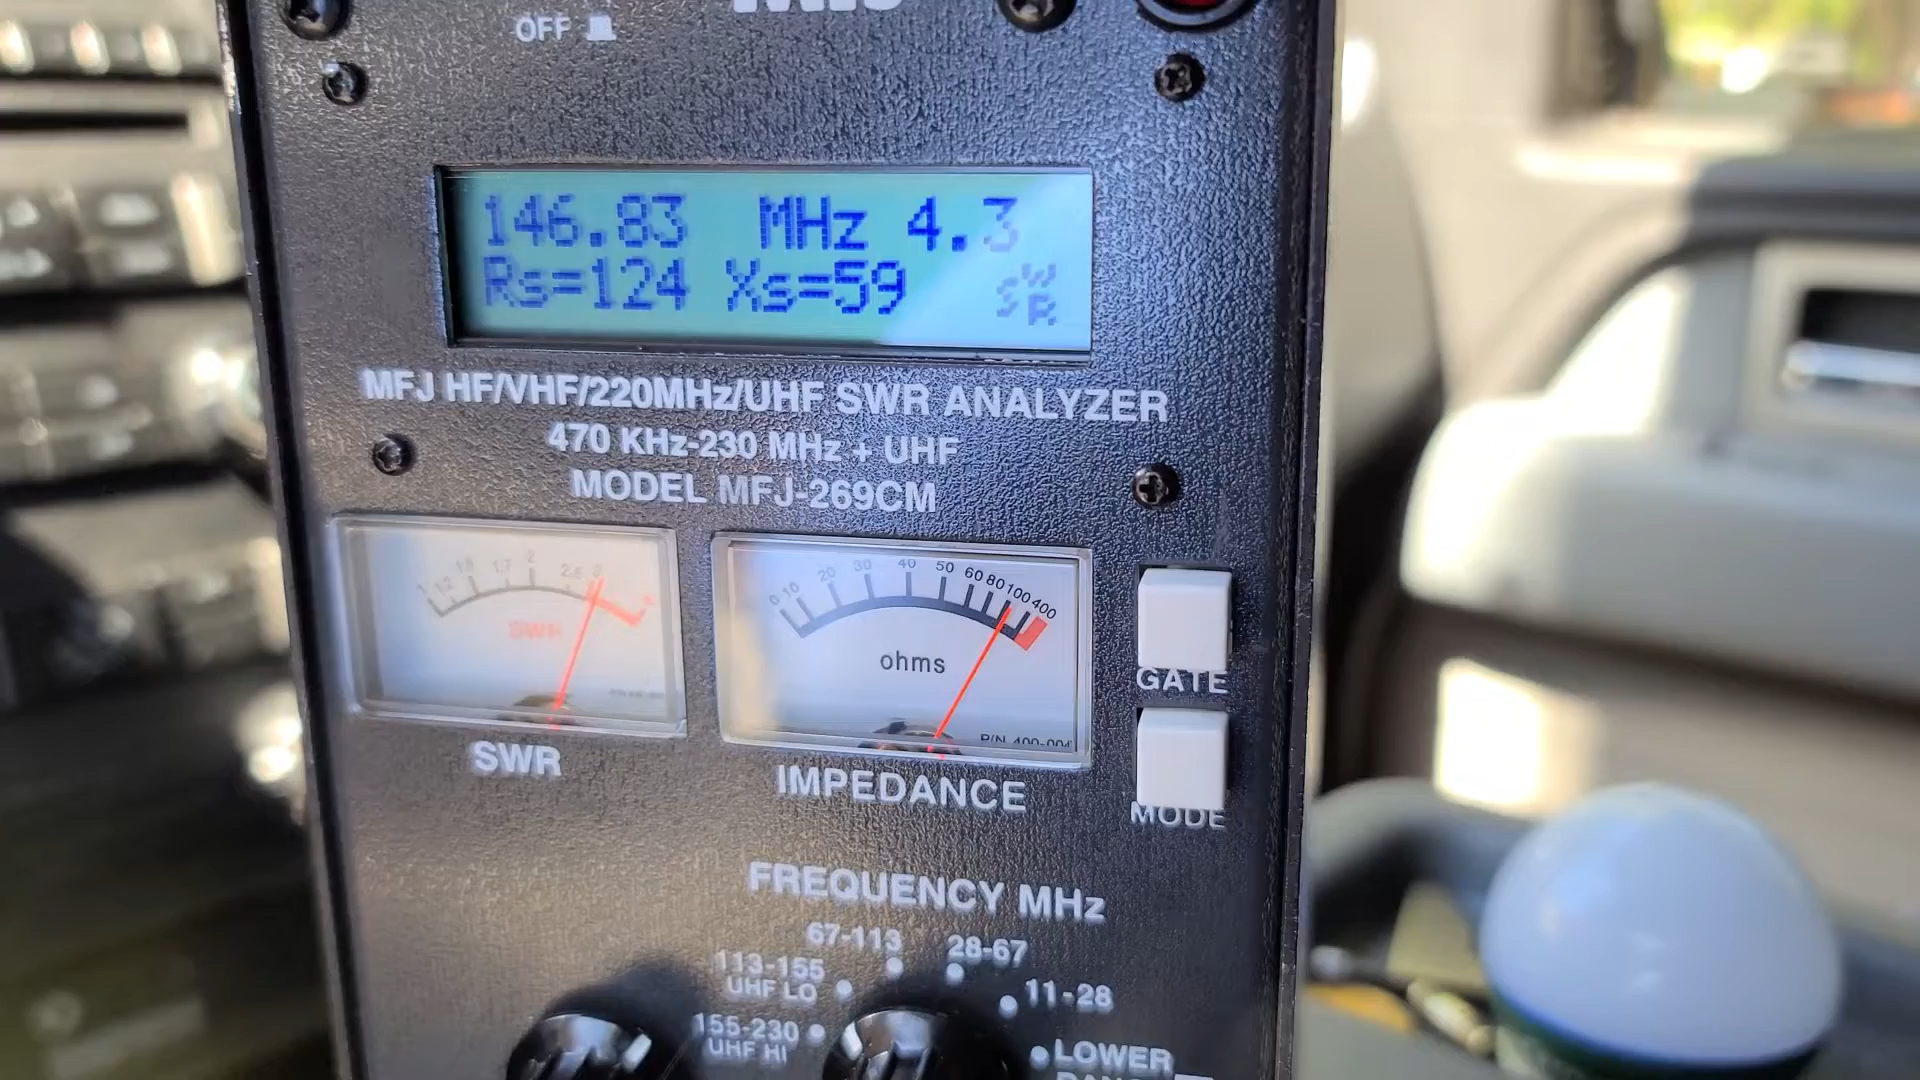 OFF
146.83 MHz 4.3
Rs=124 Xs=59 SWR
MFJ HF/VHF/220MHz/UHF SWR ANALYZER
470 KHz-230 MHz + UHF
MODEL MFJ-269CM
1 1.2 1.5 1.7 2 2.5 3
SWR
0 10 20 30 40 50 60 80 100 400
ohms
P/N 400-004
GATE
SWR
IMPEDANCE
MODE
FREQUENCY MHz
67-113
28-67
113-155
UHF LO
11-28
155-230
UHF HI
LOWER